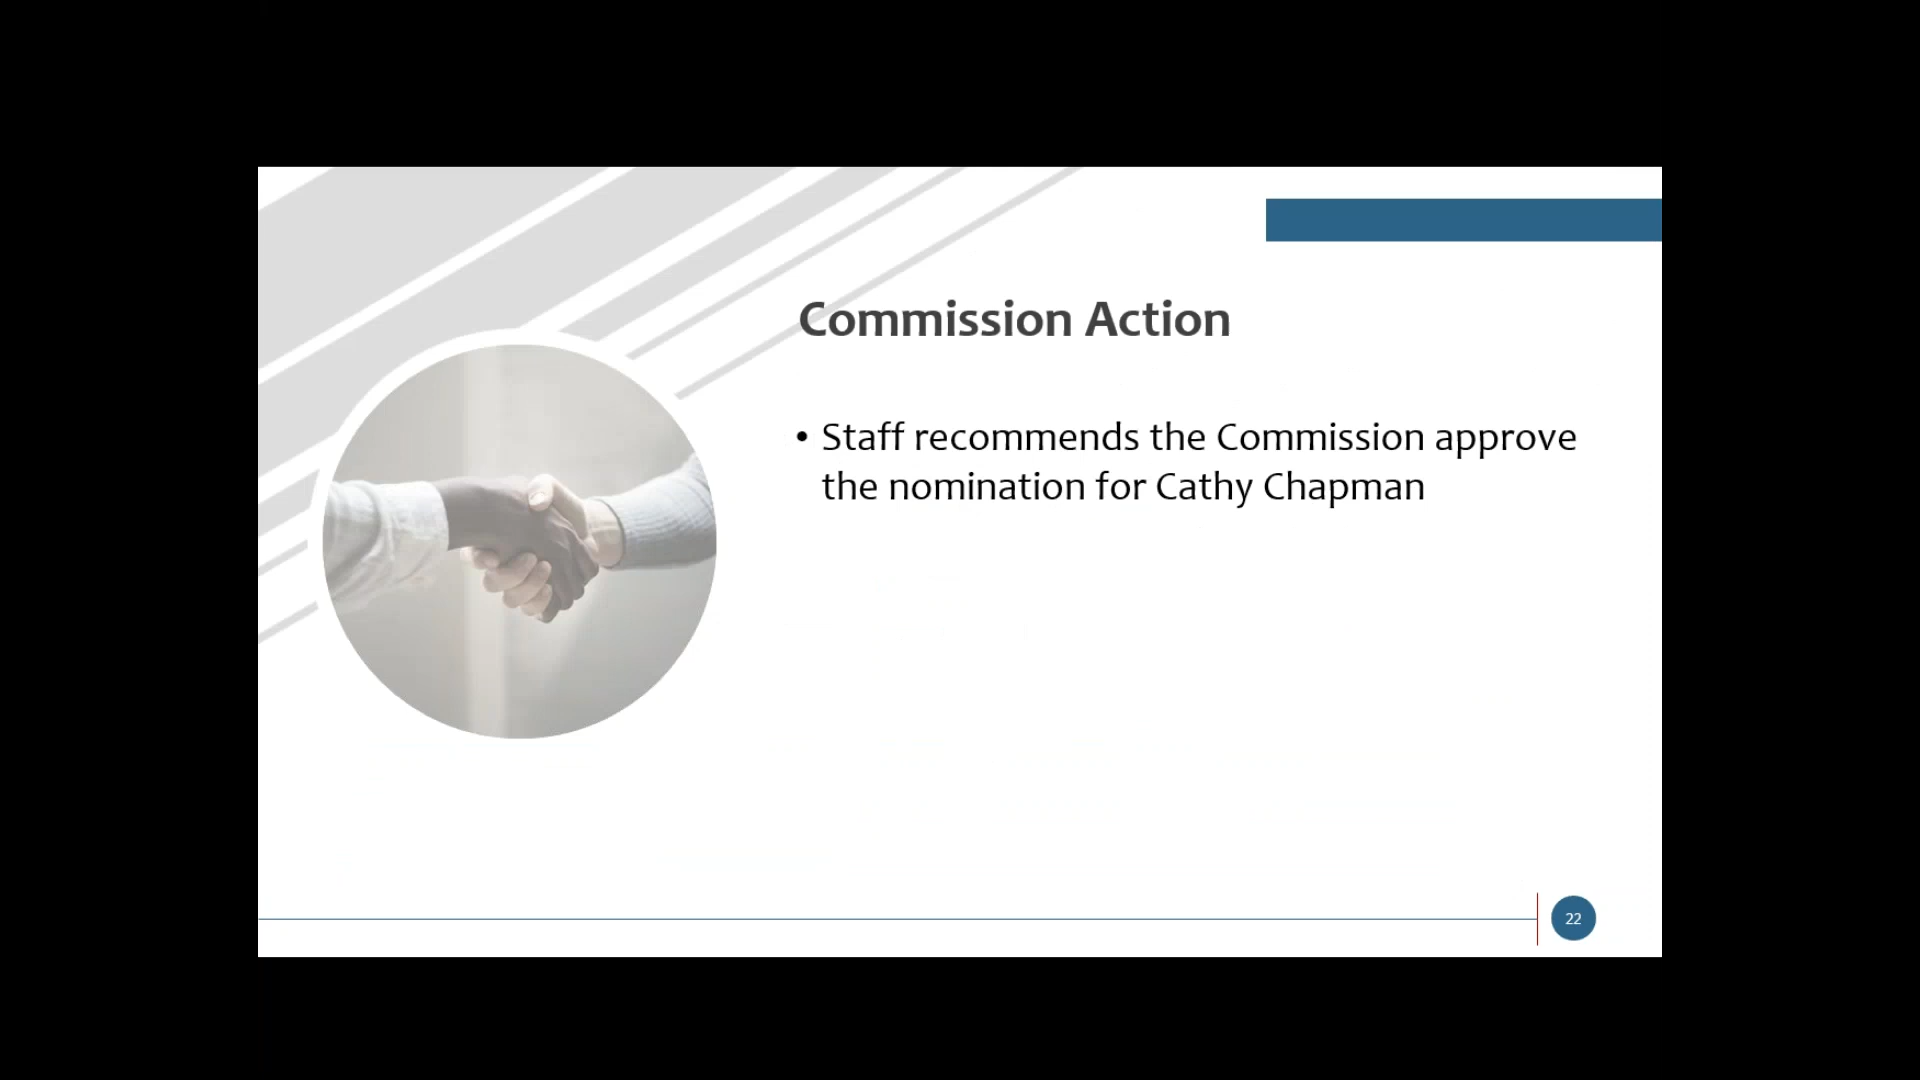 Commission Action
• Staff recommends the Commission approve
the nomination for Cathy Chapman
22